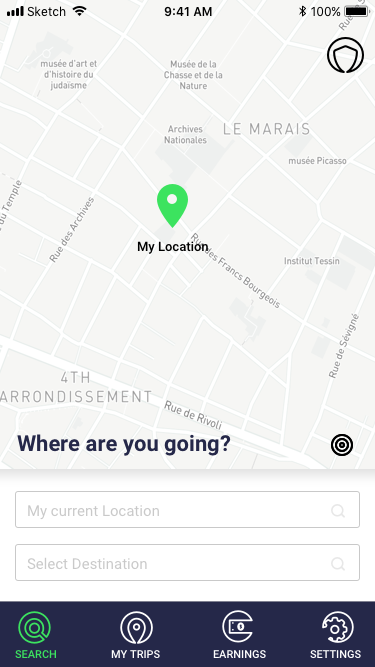 Sketch 9:41 AM 100%
Rue
musée d'art et
d'histoire du
judaisme
Musée de la
Chasse et de la
Nature
Archives
Nationales
LE MARAIS
musée Picasso
du Temple
Rue des Archives
My Location
Rue des Francs Bourgeois
Institut Tessin
Rue de Sévigné
4TH
ARRONDISSEMENT
Rue de Rivoli
Where are you going?
My current Location
Select Destination
SEARCH MY TRIPS EARNINGS SETTINGS